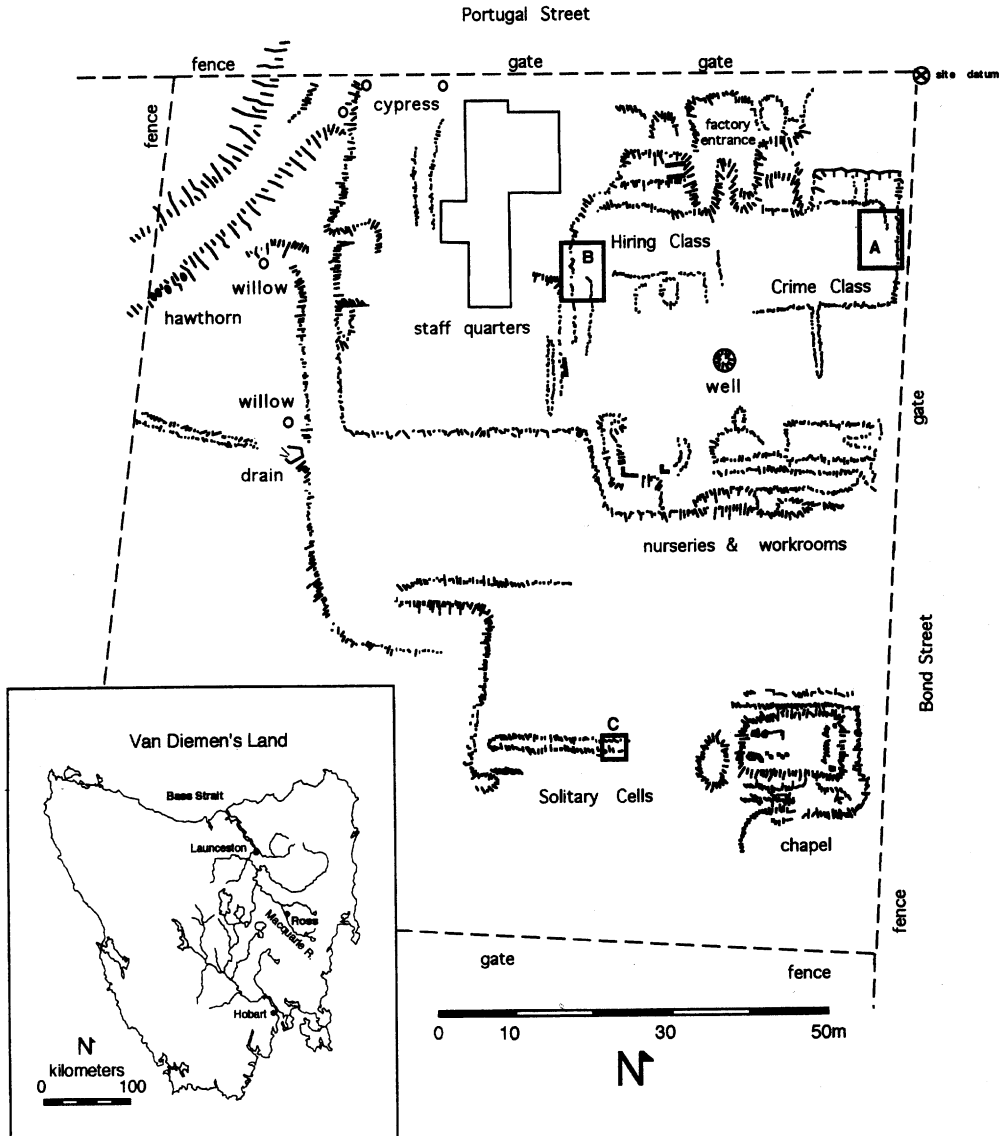 Portugal Street
fence
gate
gate
site datum
cypress
factory
entrance
fence
Hiring Class
B
A
willow
Crime Class
hawthorn
staff quarters
well
willow
gate
drain
nurseries & workrooms
Bond Street
C
Solitary Cells
chapel
fence
gate
fence
0 10 30 50m
N
Van Diemen's Land
Bass Strait
Launceston
Ross
Macquarie R.
Hobart
N
kilometers
0 100